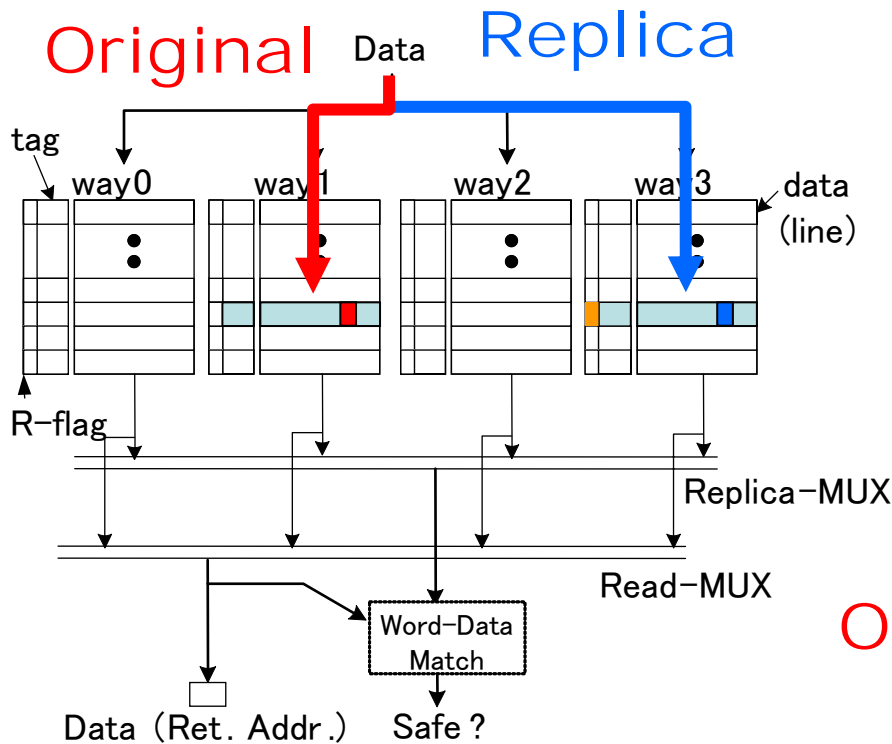 Original
Data
Replica
tag
way0
way1
way2
way3
data
(line)
R-flag
Replica-MUX
Read-MUX
Word-Data
Match
O
Data (Ret. Addr.)
Safe ?